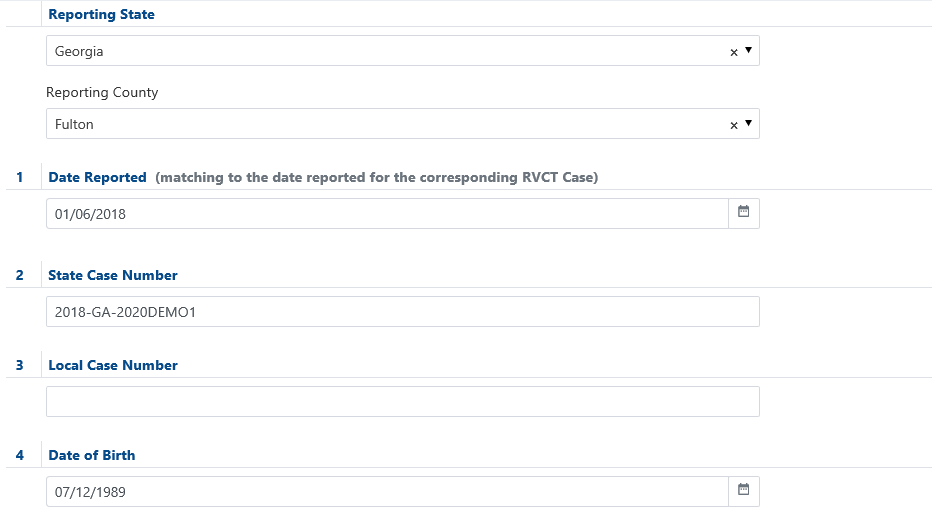 Reporting State
Georgia × ▼
Reporting County
Fulton × ▼
1 Date Reported (matching to the date reported for the corresponding RVCT Case)
01/06/2018
2 State Case Number
2018-GA-2020DEMO1
3 Local Case Number
4 Date of Birth
07/12/1989